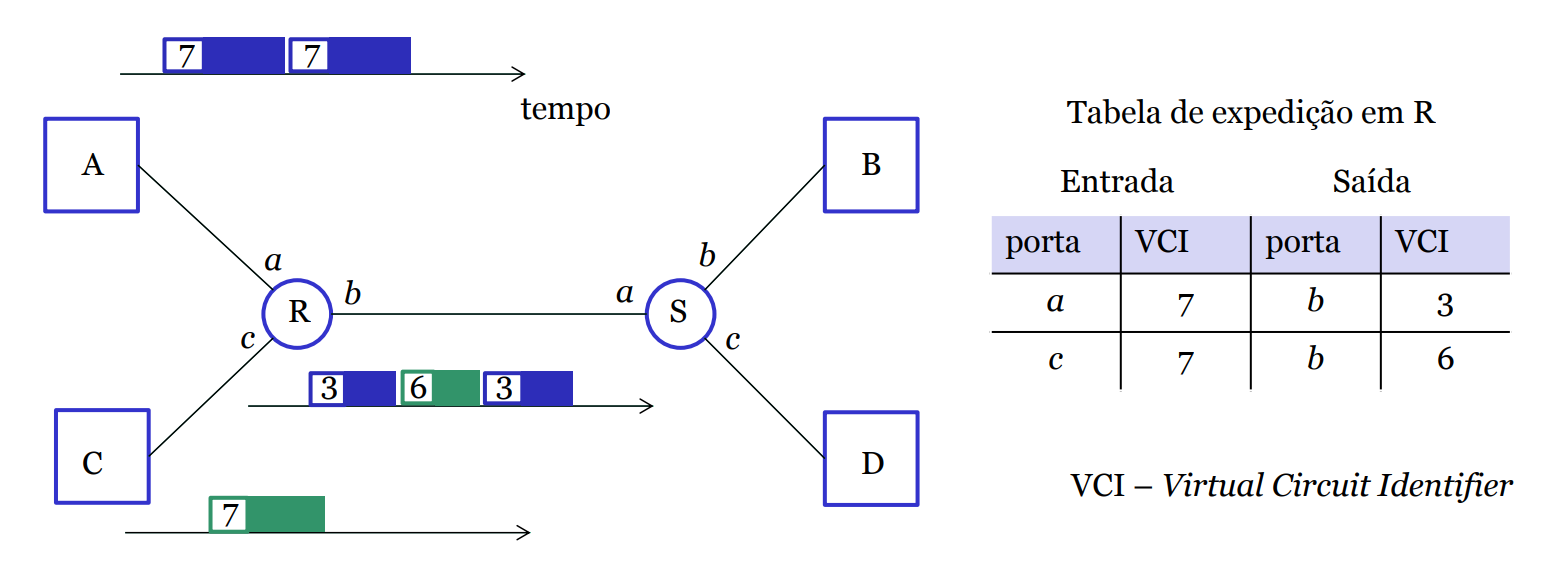 7 7
tempo
A
B
a
b
R
b
a
S
c
c
3 6 3
C
D
7
Tabela de expedição em R
Entrada Saída
porta VCI porta VCI
a 7 b 3
c 7 b 6
VCI – Virtual Circuit Identifier